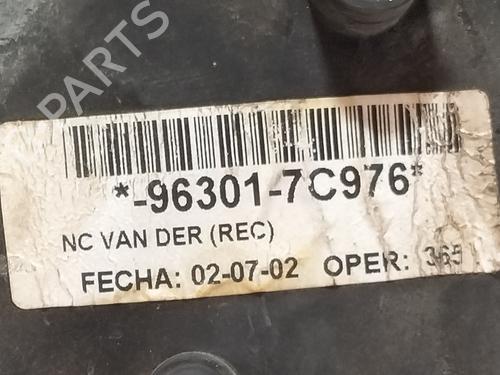 PARTS
*-96301-7C976*
NC VAN DER (REC)
FECHA: 02-07-02 OPER: 365